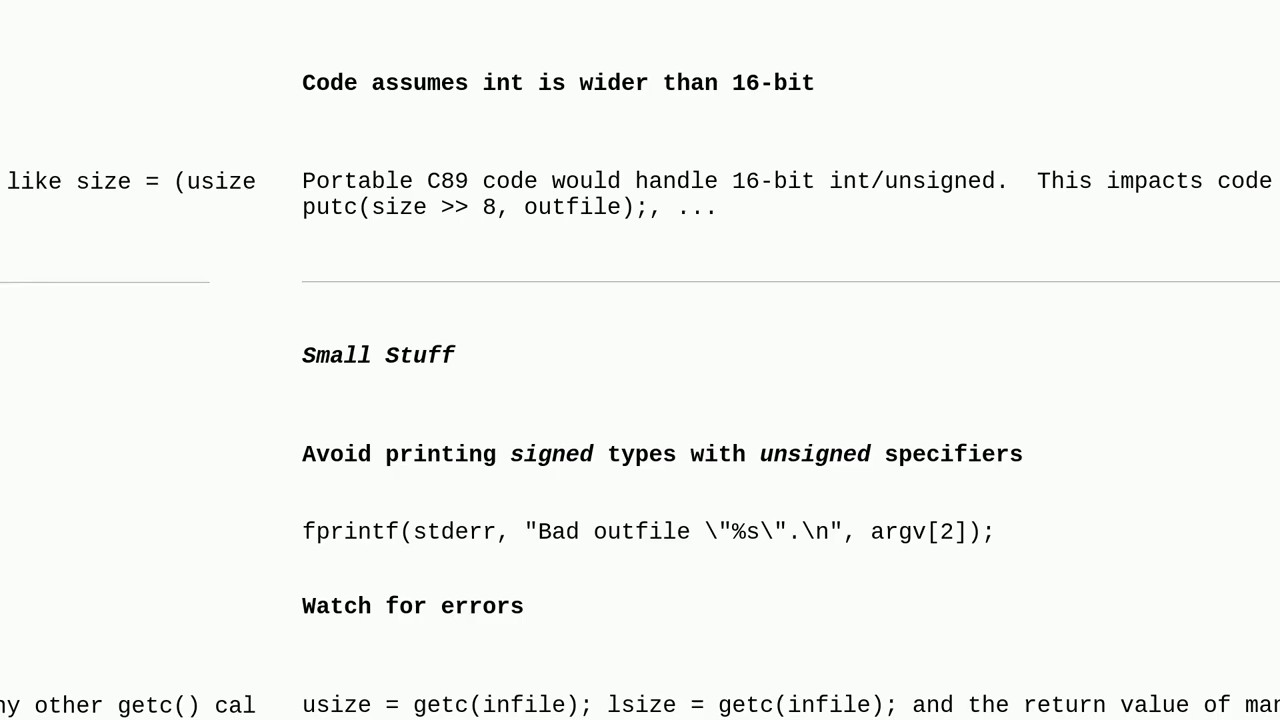 Code assumes int is wider than 16-bit
like size = (usize
Portable C89 code would handle 16-bit int/unsigned.  This impacts code
putc(size >> 8, outfile);, ...
Small Stuff
Avoid printing signed types with unsigned specifiers
fprintf(stderr, "Bad outfile \"%s\".\n", argv[2]);
Watch for errors
other getc() cal
usize = getc(infile); lsize = getc(infile); and the return value of